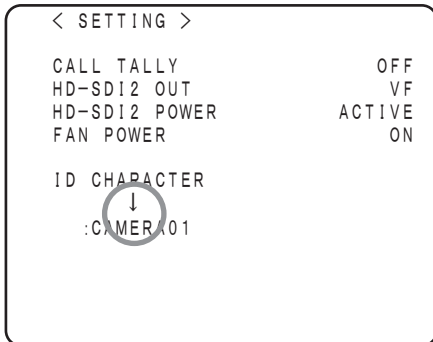 < SETTING >
CALL TALLY OFF
HD-SDI2 OUT VF
HD-SDI2 POWER ACTIVE
FAN POWER ON
ID CHARACTER
↓
:CAMERA01